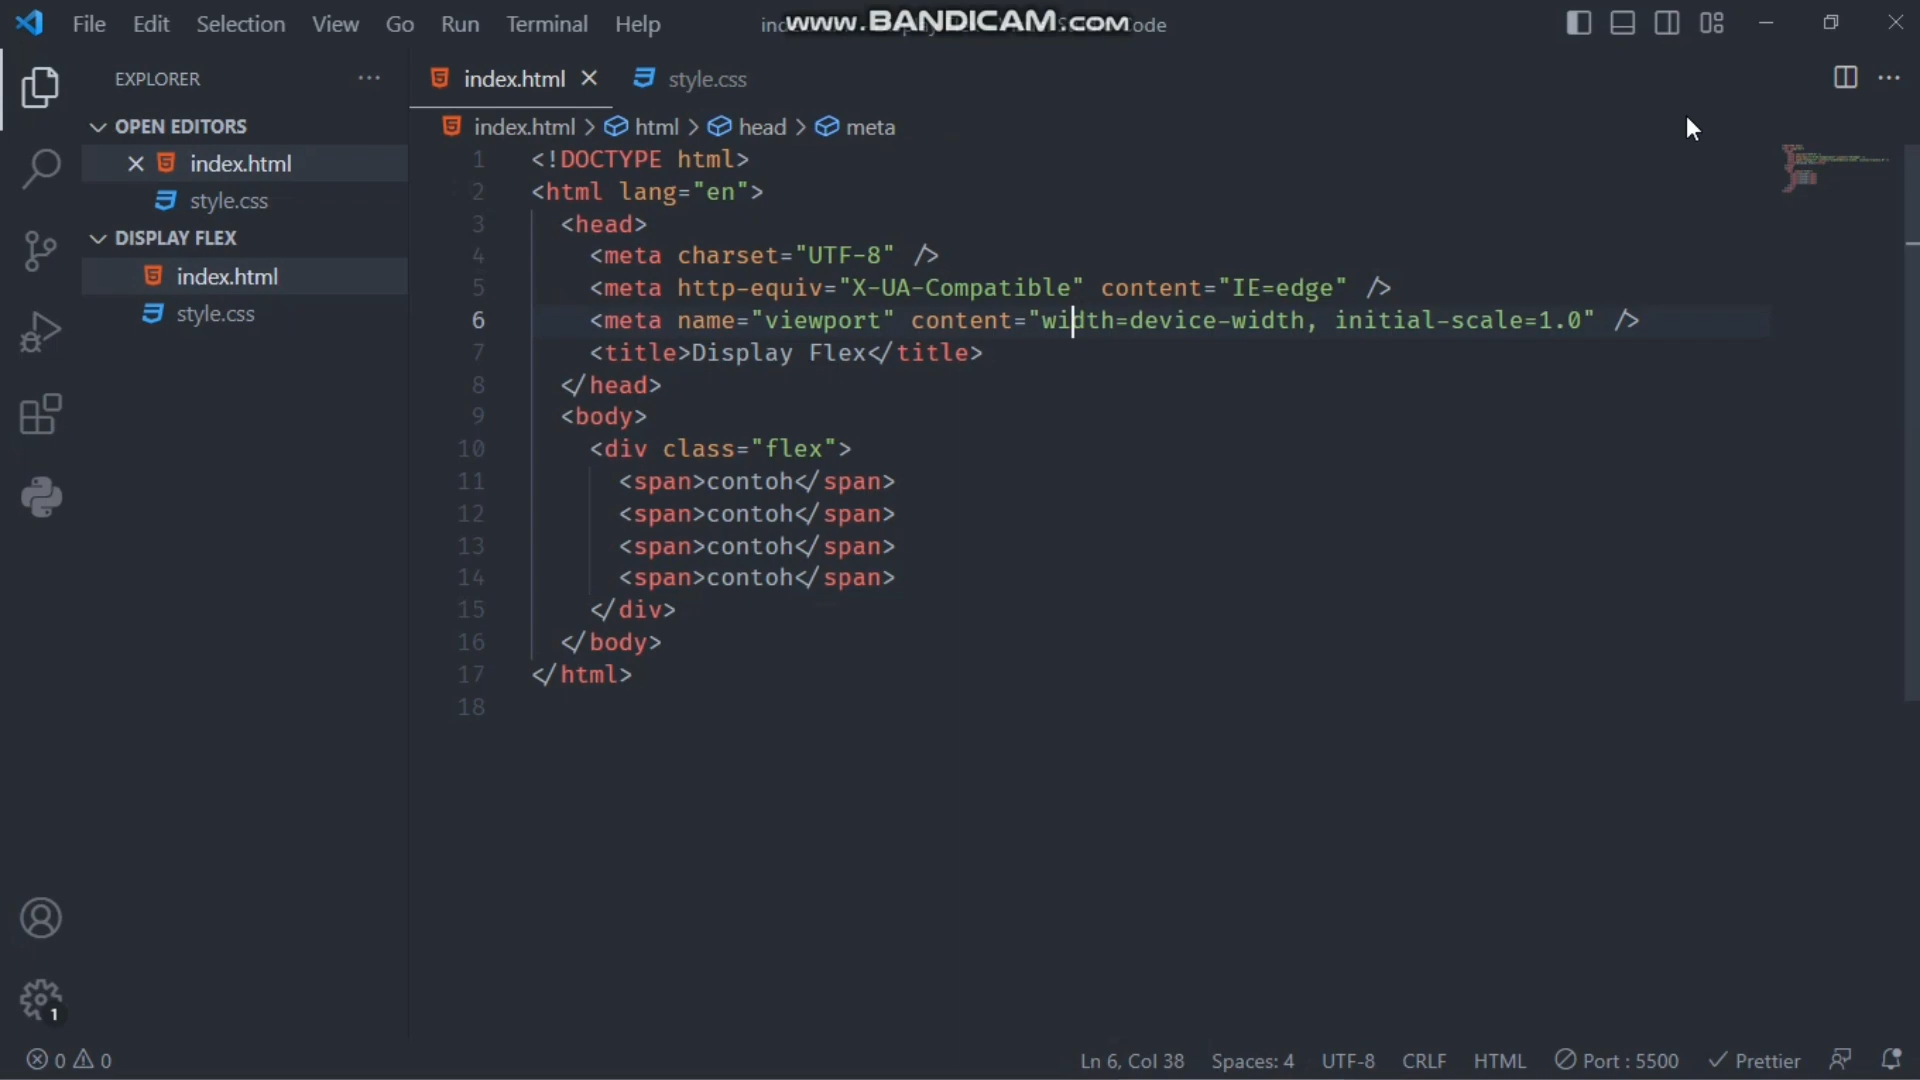 File Edit Selection View Go Run Terminal Help
www.BANDICAM.com
EXPLORER
OPEN EDITORS
index.html
style.css
DISPLAY FLEX
index.html
style.css
index.html style.css
index.html > html > head > meta
1 <!DOCTYPE html>
2 <html lang="en">
3 <head>
4 <meta charset="UTF-8" />
5 <meta http-equiv="X-UA-Compatible" content="IE=edge" />
6 <meta name="viewport" content="width=device-width, initial-scale=1.0" />
7 <title>Display Flex</title>
8 </head>
9 <body>
10 <div class="flex">
11 <span>contoh</span>
12 <span>contoh</span>
13 <span>contoh</span>
14 <span>contoh</span>
15 </div>
16 </body>
17 </html>
18
1
0 0 Ln 6, Col 38 Spaces: 4 UTF-8 CRLF HTML Port : 5500 Prettier